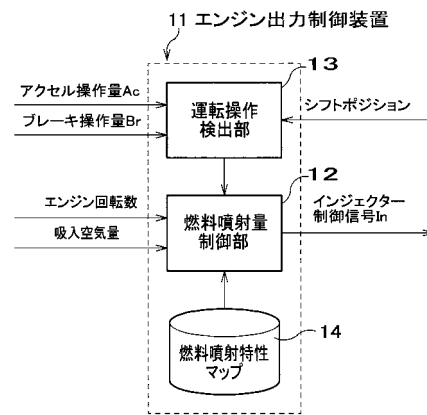 11 エンジン出力制御装置
13
アクセル操作量Ac
ブレーキ操作量Br
運転操作
検出部
シフトポジション
12
エンジン回転数
吸入空気量
燃料噴射量
制御部
インジェクター
制御信号In
14
燃料噴射特性
マップ